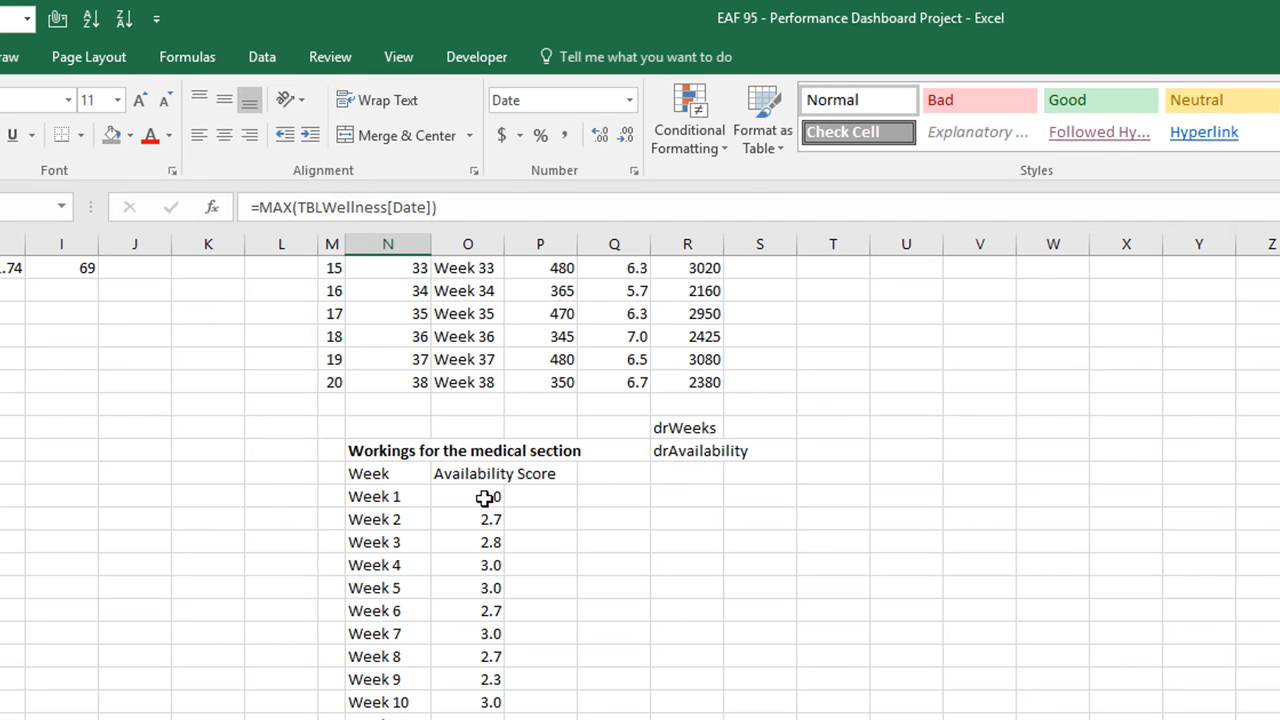 EAF 95 - Performance Dashboard Project - Excel
Page Layout Formulas Data Review View Developer Tell me what you want to do
11 A A Wrap Text Date Normal Bad Good Neutral
U A Merge & Center $ % , Conditional Formatting Format as Table Check Cell Explanatory ... Followed Hy... Hyperlink
Font Alignment Number Styles
fx =MAX(TBLWellness[Date])
I J K L M N O P Q R S T U V W X Y Z
.74 69 15 33 Week 33 480 6.3 3020
16 34 Week 34 365 5.7 2160
17 35 Week 35 470 6.3 2950
18 36 Week 36 345 7.0 2425
19 37 Week 37 480 6.5 3080
20 38 Week 38 350 6.7 2380
drWeeks
Workings for the medical section drAvailability
Week Availability Score
Week 1
Week 2 2.7
Week 3 2.8
Week 4 3.0
Week 5 3.0
Week 6 2.7
Week 7 3.0
Week 8 2.7
Week 9 2.3
Week 10 3.0